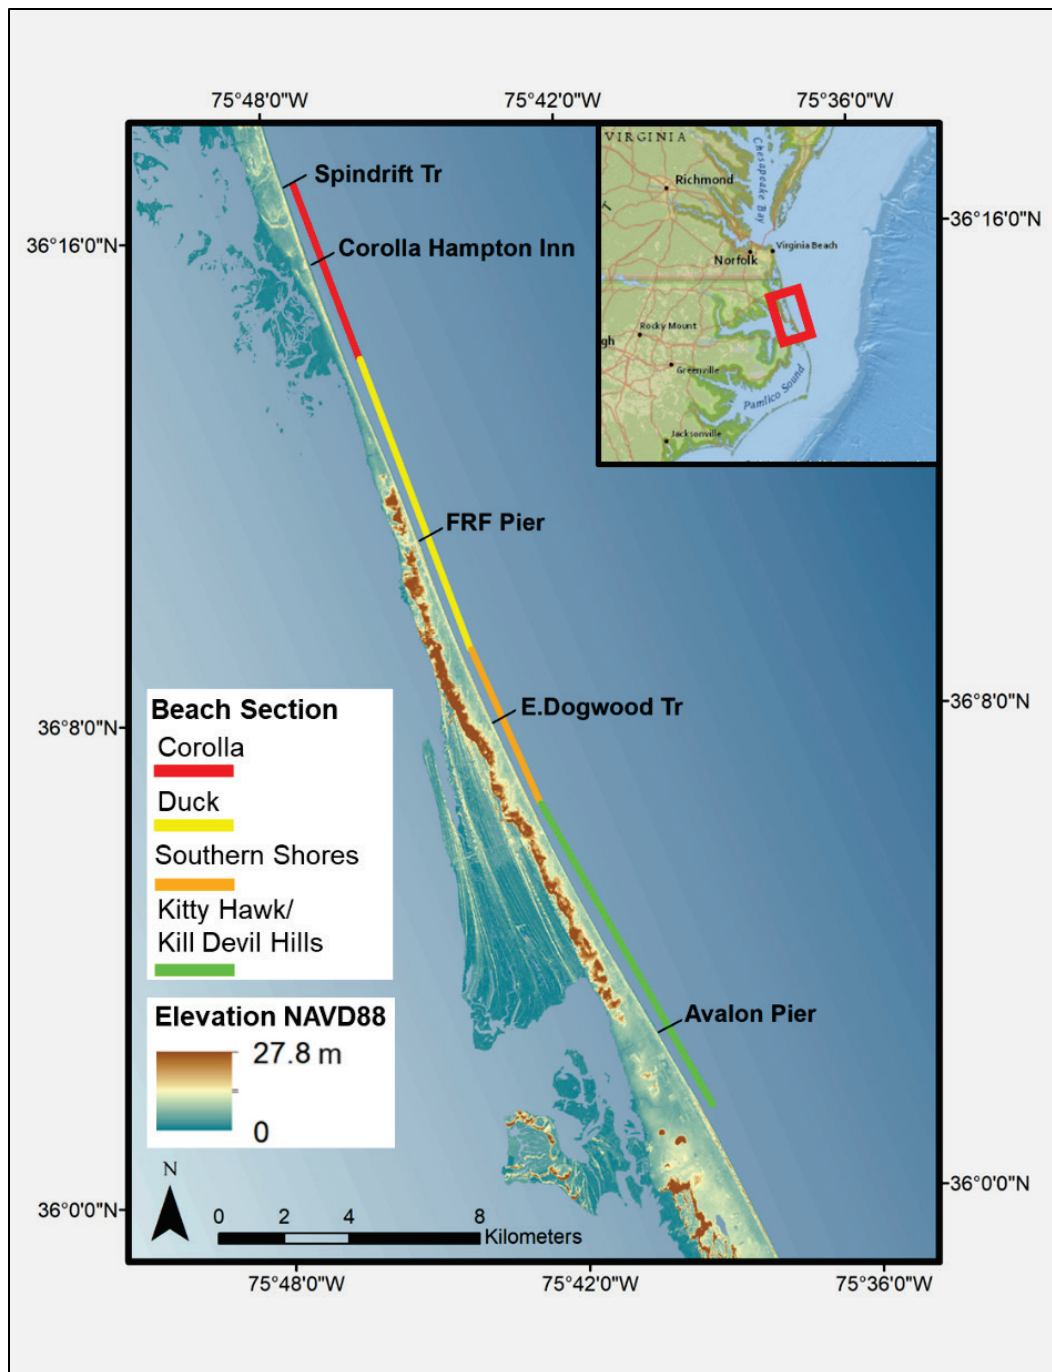 75°48'0"W
75°42'0"W
75°36'0"W
VIRGINIA
Chesapeake Bay
Richmond
Virginia Beach
Norfolk
Rocky Mount
gh
Greenville
Pamlico Sound
Jacksonville
Spindrift Tr
36°16'0"N
36°16'0"N
Corolla Hampton Inn
FRF Pier
E.Dogwood Tr
36°8'0"N
36°8'0"N
Beach Section
Corolla
Duck
Southern Shores
Kitty Hawk/
Kill Devil Hills
Avalon Pier
Elevation NAVD88
27.8 m
0
N
0 2 4 8
Kilometers
36°0'0"N
36°0'0"N
75°48'0"W
75°42'0"W
75°36'0"W